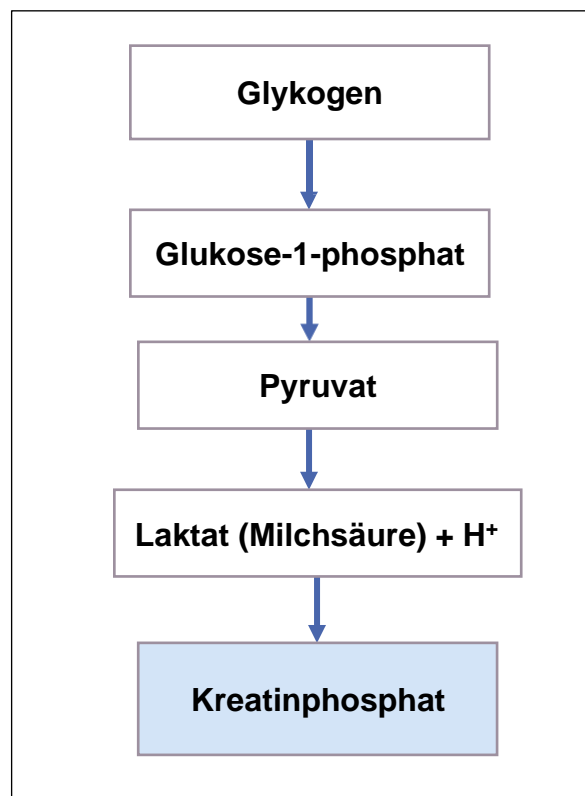 Glykogen
Glukose-1-phosphat
Pyruvat
Laktat (Milchsäure) + H⁺
Kreatinphosphat